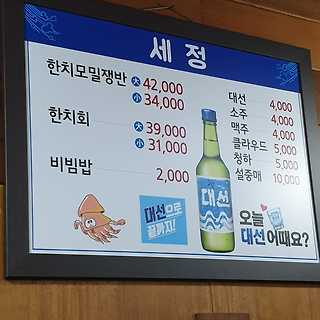 세정
한치모밀쟁반 大 42,000
小 34,000
한치회 大 39,000
小 31,000
비빔밥 2,000
대선 4,000
소주 4,000
맥주 4,000
클라우드 5,000
청하 5,000
설중매 10,000
대선으로
끝까지!
대선
오늘
대선 어때요?